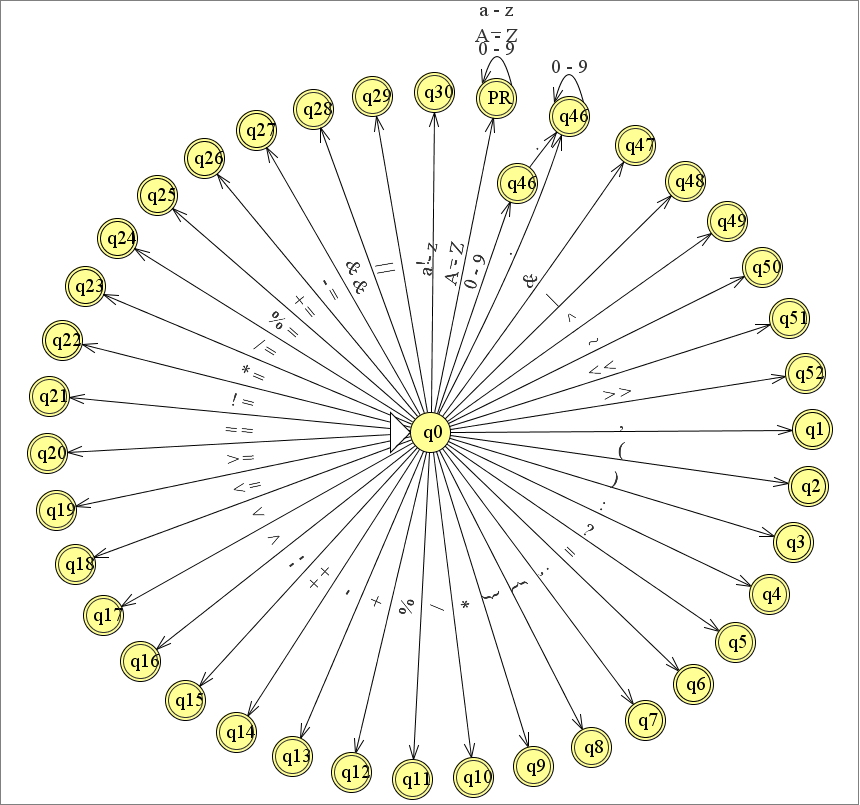 a - z
A - Z
0 - 9
0 - 9
q30
PR
q29
q28
q46
q27
q47
q26
.
q48
q46
q25
q49
q24
q50
q23
a - z
!
A - Z
0 - 9
.
||
&&
&
-=
+=
|
q51
%=
^
q22
/=
~
<<
q52
*=
>>
q21
!=
,
q1
q0
==
(
q20
>=
)
q2
<=
:
q19
<
?
q3
>
=
q18
--
;
++
{
q4
-
}
+
*
%
/
q17
q5
q16
q6
q15
q7
q14
q8
q13
q9
q12
q11
q10